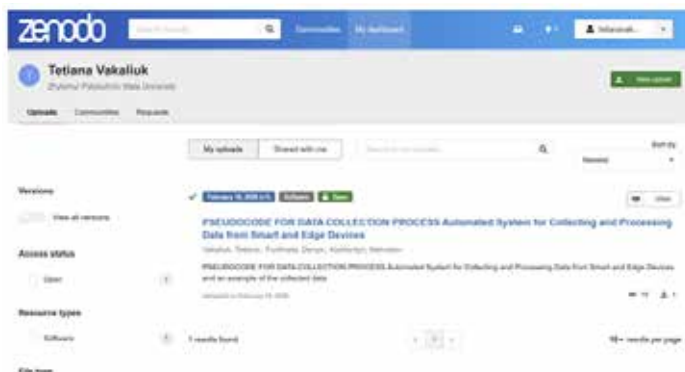 zenodo
Communities My dashboard
Tetiana Vakaliuk
Zhytomyr Polytechnic State University
New upload
Uploads Communities Requests
My uploads Shared with me
Sort by
Newest
Versions
View all versions
Software Open
View
PSEUDOCODE FOR DATA COLLECTION PROCESS Automated System for Collecting and Processing
Data from Smart and Edge Devices
Access status
PSEUDOCODE FOR DATA COLLECTION PROCESS Automated System for Collecting and Processing Data from Smart and Edge Devices
and an example of the collected data
Open
Resource types
Software
1 results found
results per page
File type